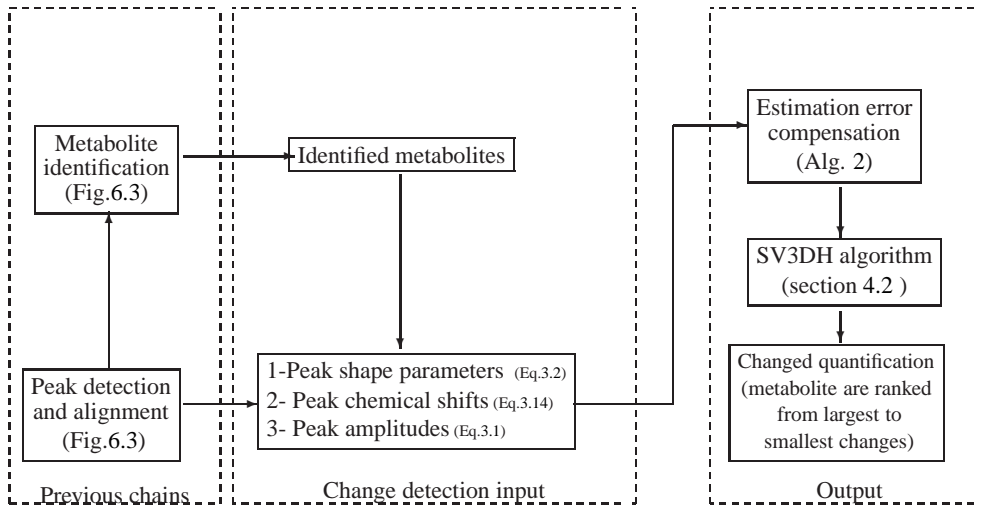 Metabolite
identification
(Fig.6.3)
Peak detection
and alignment
(Fig.6.3)
Previous chains
Identified metabolites
1-Peak shape parameters (Eq.3.2)
2- Peak chemical shifts (Eq.3.14)
3- Peak amplitudes (Eq.3.1)
Change detection input
Estimation error
compensation
(Alg. 2)
SV3DH algorithm
(section 4.2 )
Changed quantification
(metabolite are ranked
from largest to
smallest changes)
Output